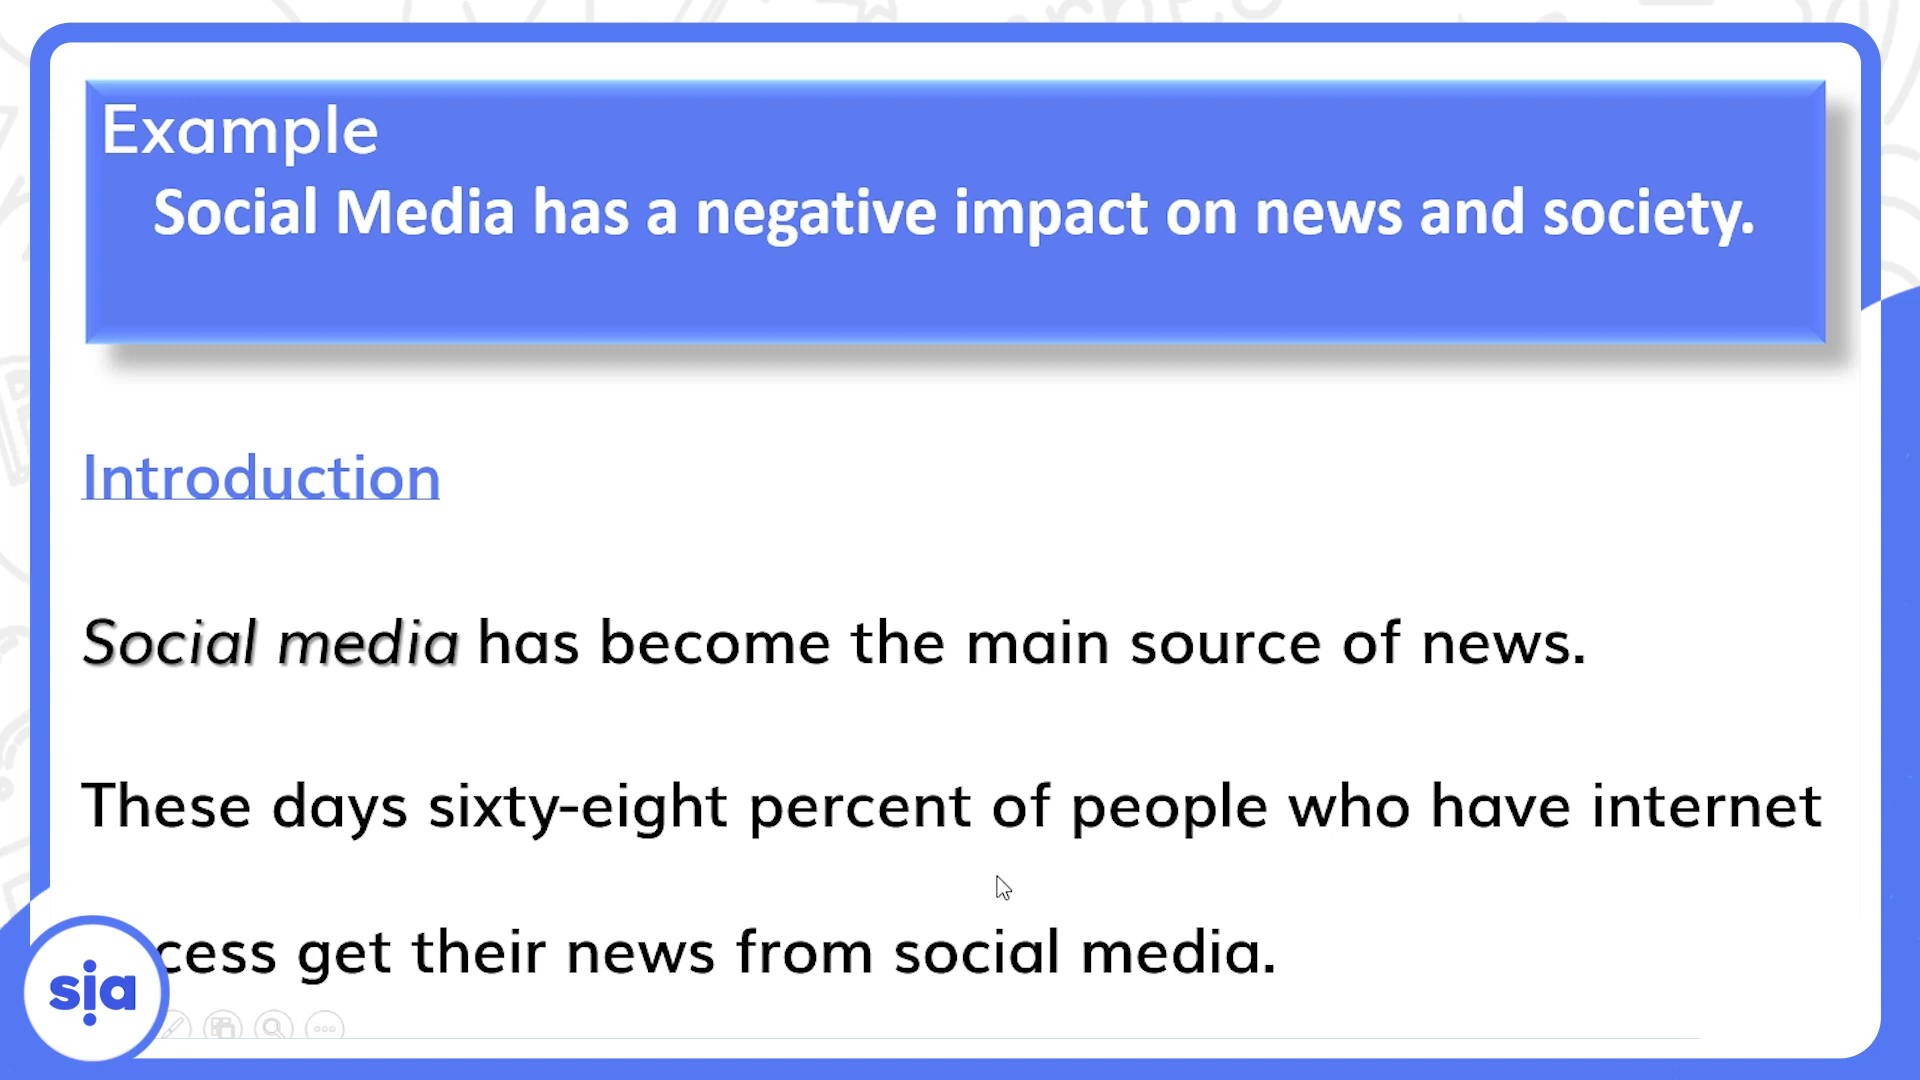 Example
Social Media has a negative impact on news and society.
Introduction
Social media has become the main source of news.
These days sixty-eight percent of people who have internet
cess get their news from social media.
sia